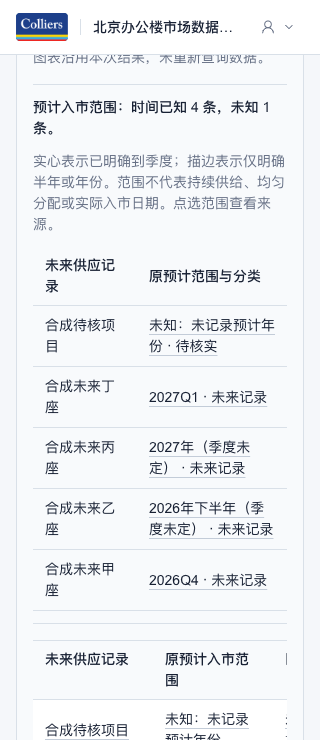 Colliers
北京办公楼市场数据…
图表沿用本次结果，未重新查询数据。
预计入市范围：时间已知 4 条，未知 1
条。
实心表示已明确到季度；描边表示仅明确
半年或年份。范围不代表持续供给、均匀
分配或实际入市日期。点选范围查看来
源。
未来供应记
录
原预计范围与分类
合成待核项
目
未知：未记录预计年
份 · 待核实
合成未来丁
座
2027Q1 · 未来记录
合成未来丙
座
2027年（季度未
定） · 未来记录
合成未来乙
座
2026年下半年（季
度未定） · 未来记录
合成未来甲
座
2026Q4 · 未来记录
未来供应记录
原预计入市范
围
合成待核项目
未知：未记录
预计年份